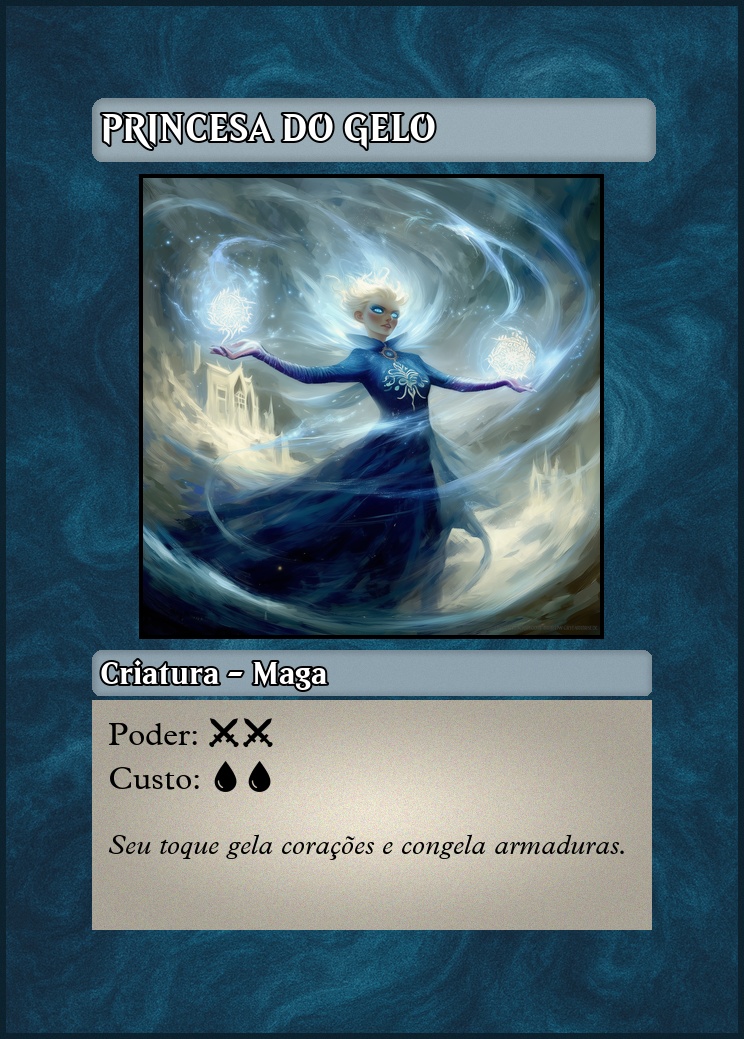 PRINCESA DO GELO
Criatura - Maga
Poder: ⚔⚔
Custo: 💧💧
Seu toque gela corações e congela armaduras.